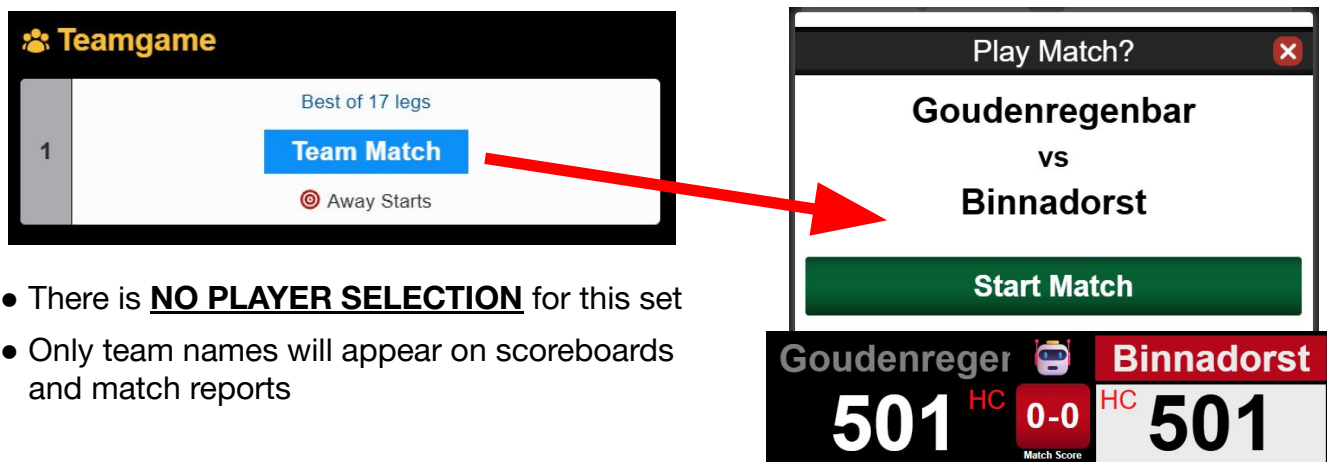 Teamgame
Best of 17 legs
1
Team Match
Away Starts
● There is NO PLAYER SELECTION for this set
● Only team names will appear on scoreboards
and match reports
Play Match?
Goudenregenbar
vs
Binnadorst
Start Match
Goudenreger
Binnadorst
501 HC 0-0 HC 501
Match Score